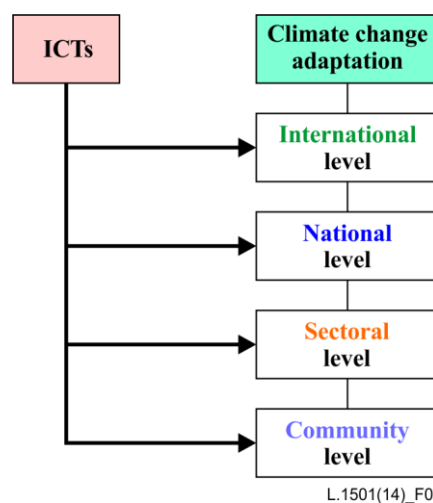 ICTs
Climate change
adaptation
International
level
National
level
Sectoral
level
Community
level
L.1501(14)_F0